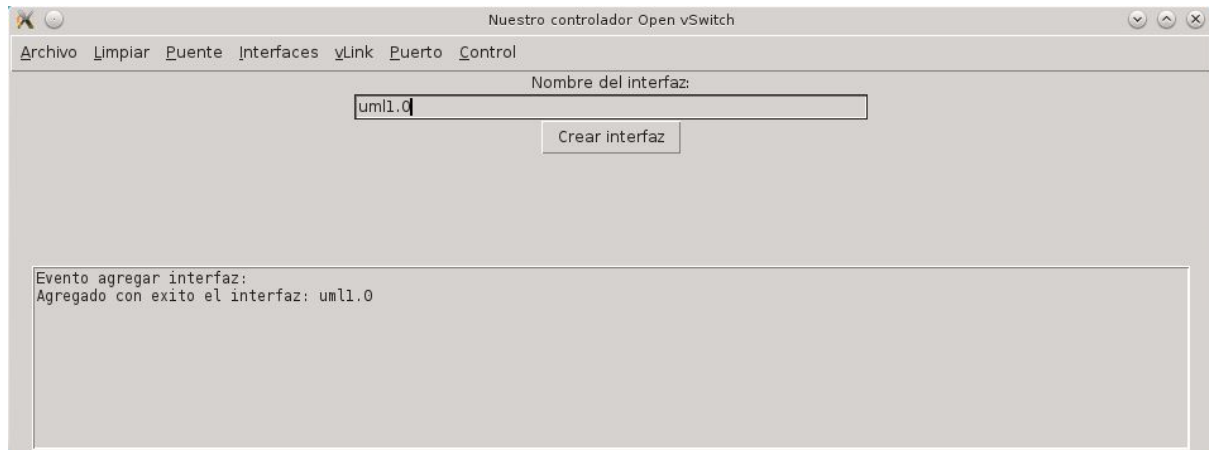 Nuestro controlador Open vSwitch
Archivo Limpiar Puente Interfaces vLink Puerto Control
Nombre del interfaz:
uml1.0
Crear interfaz
Evento agregar interfaz:
Agregado con exito el interfaz: uml1.0